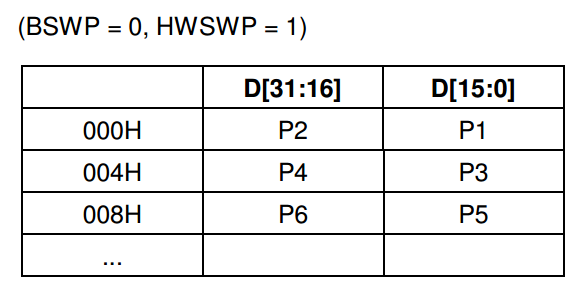 (BSWP = 0, HWSWP = 1)
D[31:16] D[15:0]
000H P2 P1
004H P4 P3
008H P6 P5
...